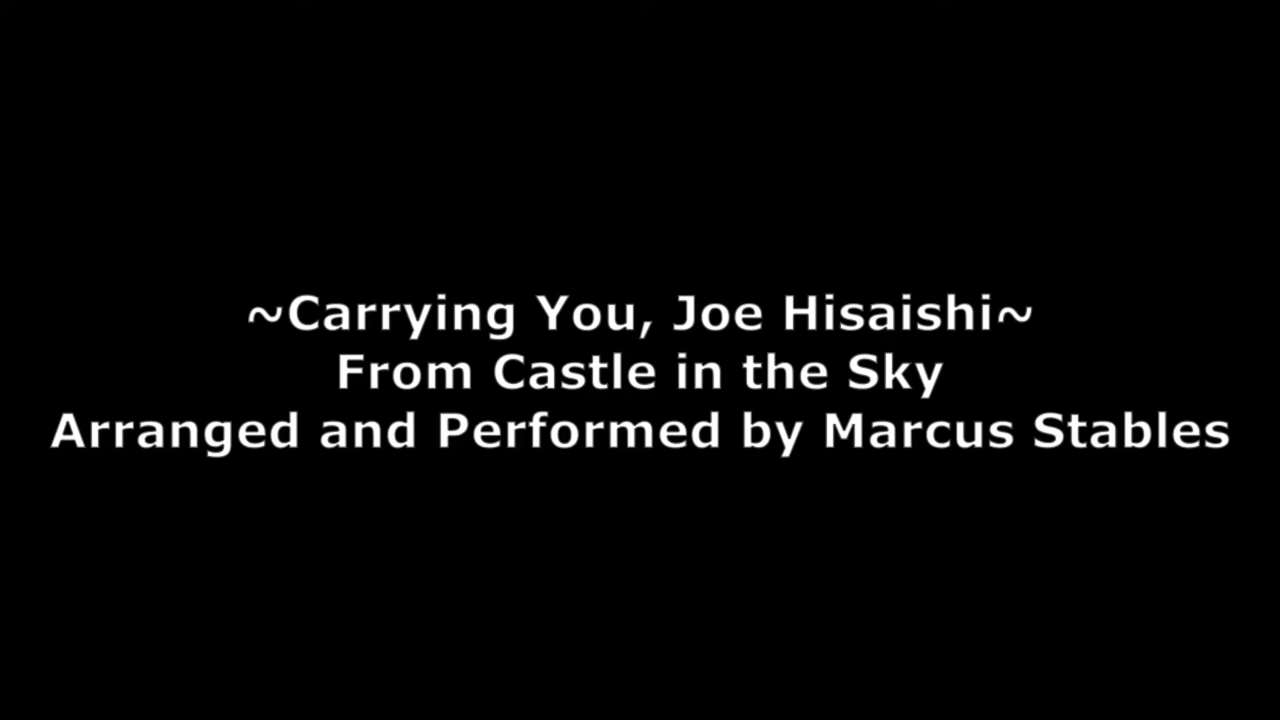 ~Carrying You, Joe Hisaishi~
From Castle in the Sky
Arranged and Performed by Marcus Stables